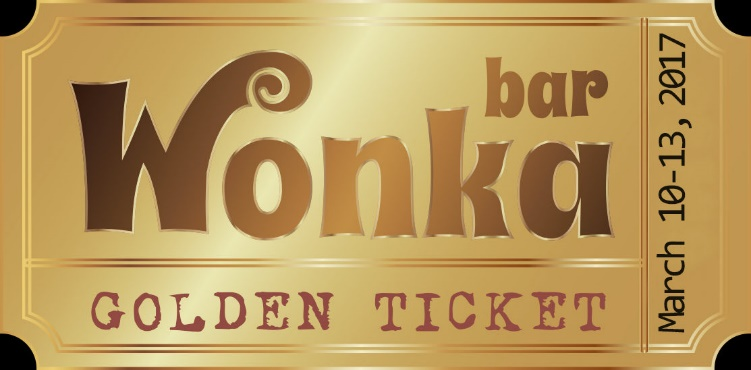 bar
Wonka
GOLDEN TICKET
March 10-13, 2017